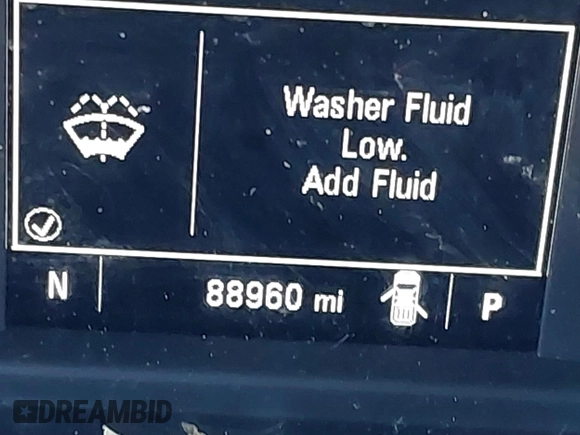 Washer Fluid
Low.
Add Fluid
N 88960 mi P
DREAMBID